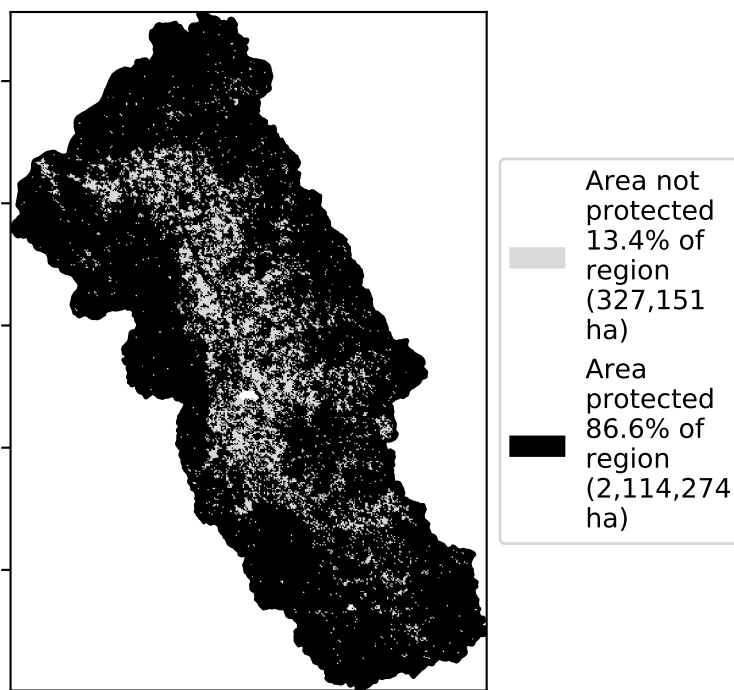 Area not
protected
13.4% of
region
(327,151
ha)
Area
protected
86.6% of
region
(2,114,274
ha)